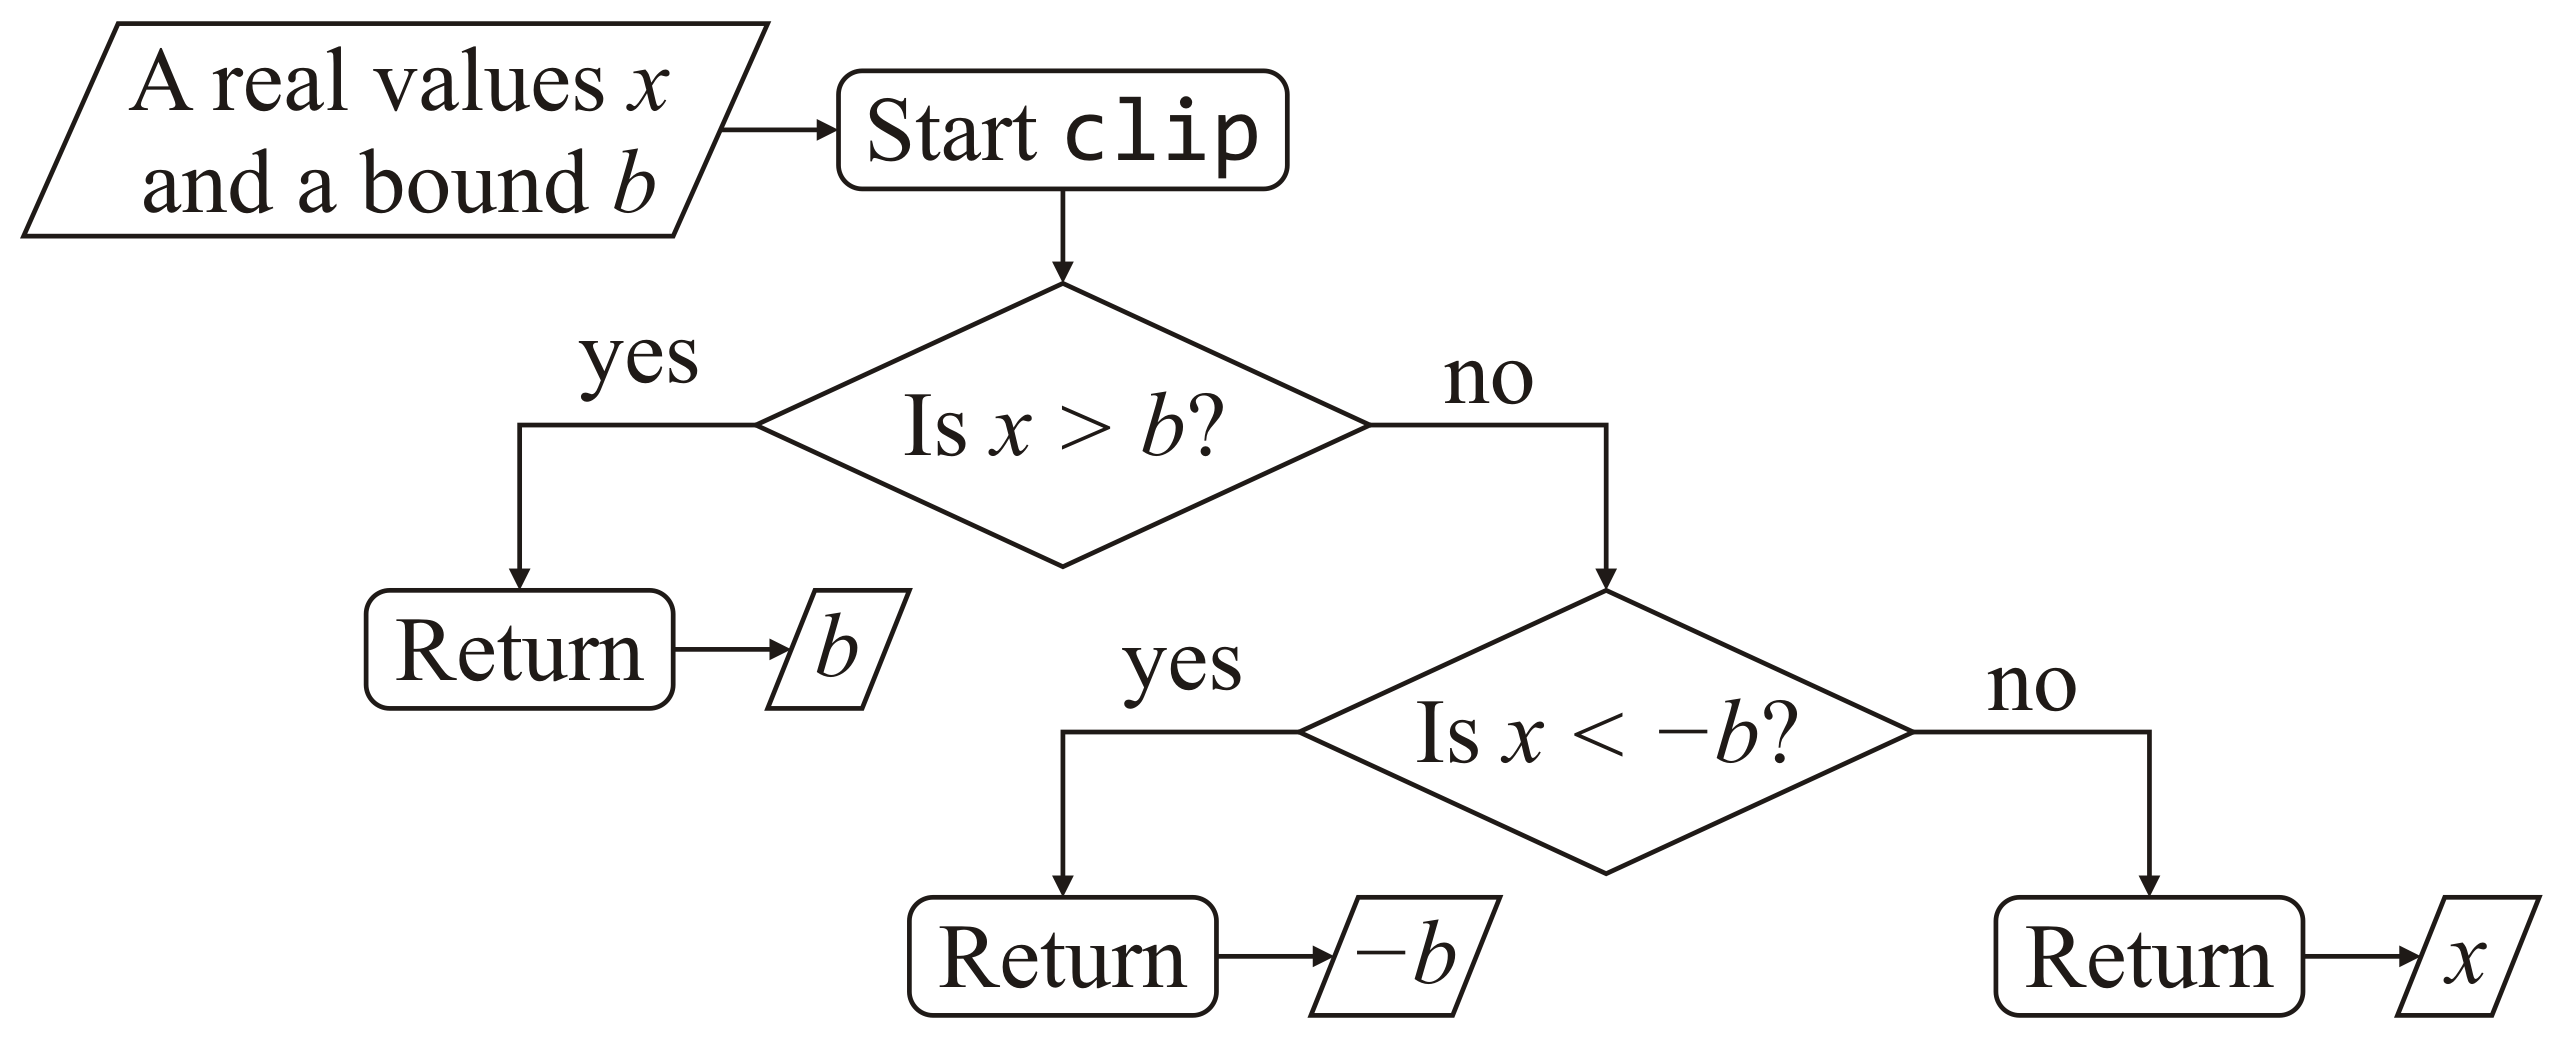 A real values x
and a bound b
Start clip
yes
Is x > b?
no
Return
b
yes
Is x < −b?
no
Return
−b
Return
x